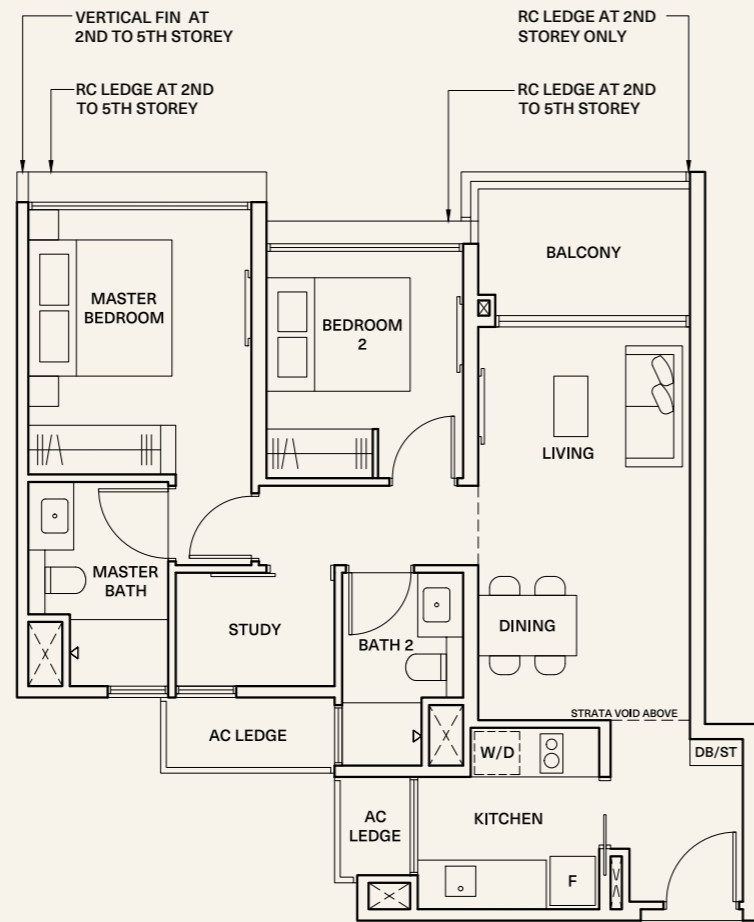 VERTICAL FIN AT
2ND TO 5TH STOREY
RC LEDGE AT 2ND
STOREY ONLY
RC LEDGE AT 2ND
TO 5TH STOREY
RC LEDGE AT 2ND
TO 5TH STOREY
BALCONY
MASTER
BEDROOM
BEDROOM
2
LIVING
MASTER
BATH
STUDY
BATH 2
DINING
STRATA VOID ABOVE
AC LEDGE
W/D
DB/ST
AC
LEDGE
KITCHEN
F